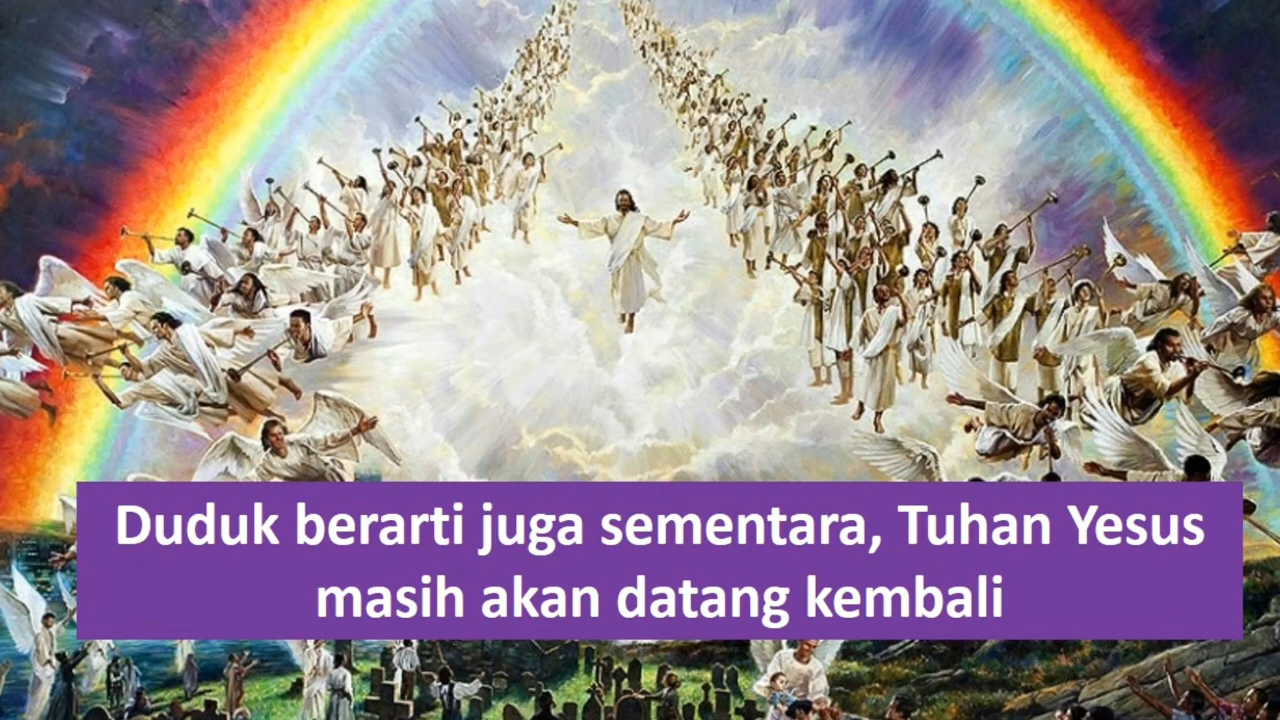 Duduk berarti juga sementara, Tuhan Yesus
masih akan datang kembali